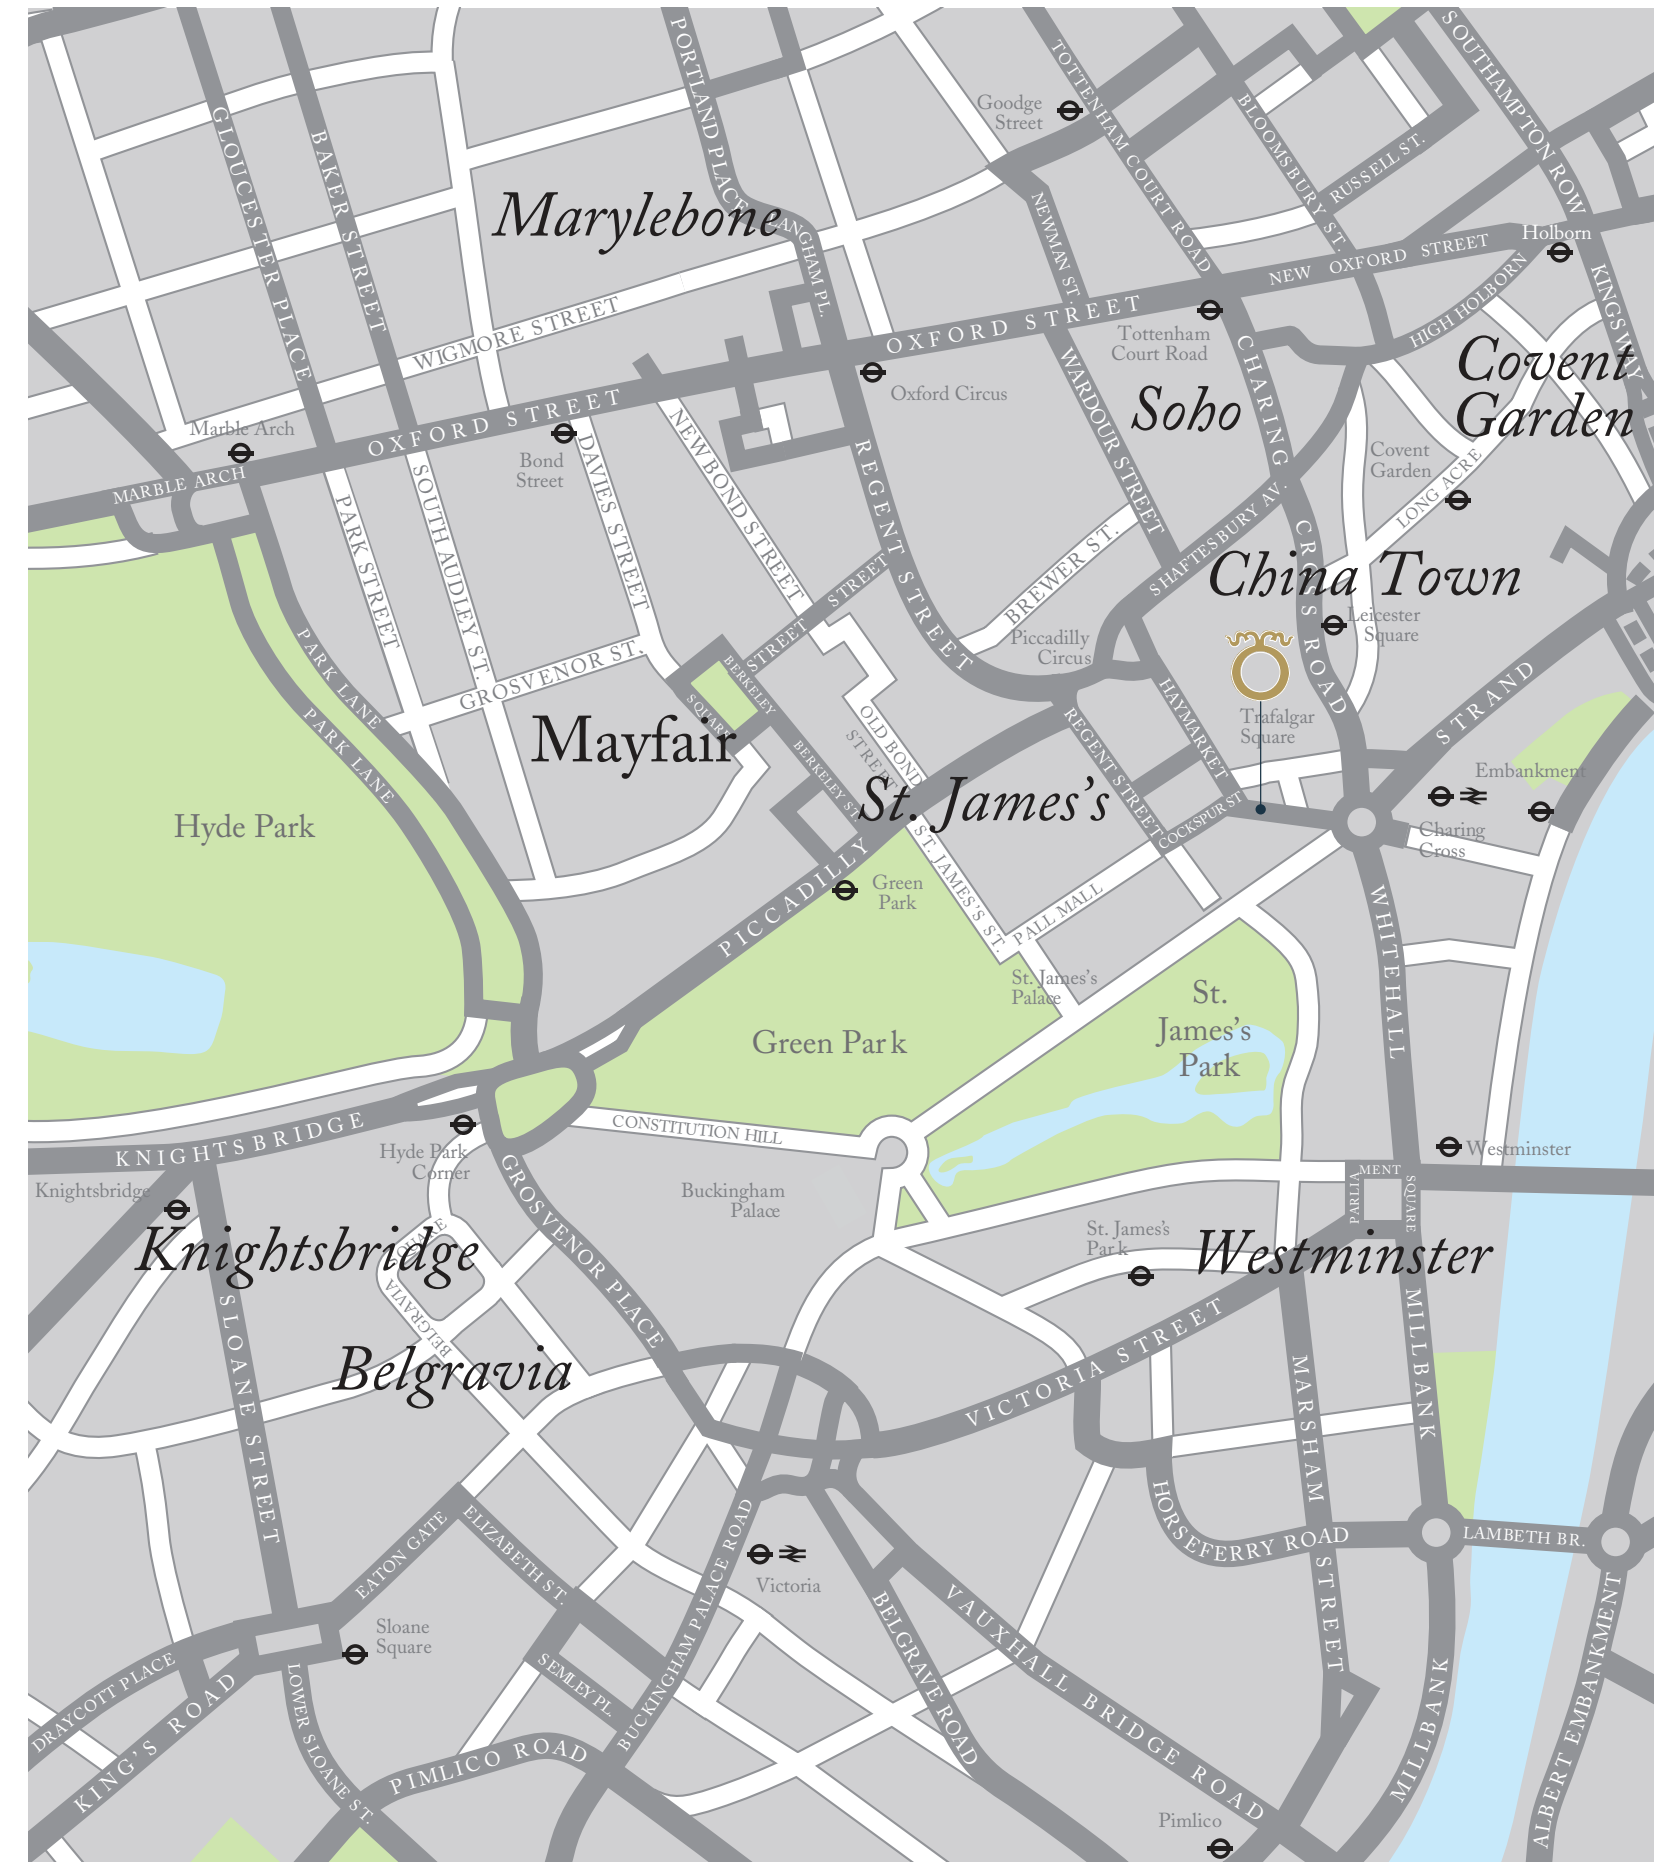 SOUTHAMPTON ROW
PORTLAND PLACE
TOTTENHAM COURT ROAD
Goodge
Street
BLOOMSBURY ST.
GLOUCESTER PLACE
BAKER STREET
RUSSELL ST.
Marylebone
LANGHAM PL.
NEWMAN ST.
Holborn
NEW OXFORD STREET
HIGH HOLBORN
KINGSWAY
WIGMORE STREET
OXFORD STREET
Tottenham
Court Road
Covent
Garden
Oxford Circus
Soho
CHARING CROSS ROAD
WARDOUR STREET
Marble Arch
OXFORD STREET
Bond
Street
NEW BOND STREET
REGENT STREET
Covent
Garden
LONG ACRE
MARBLE ARCH
PARK STREET
SOUTH AUDLEY ST.
DAVIES STREET
SHAFTESBURY AV.
BREWER ST.
China Town
STREET
STREET
Leicester
Square
Piccadilly
Circus
PARK LANE
PARK LANE
GROSVENOR ST.
BERKELEY
SQUARE
HAYMARKET
STRAND
Mayfair
OLD BOND
STREET
BERKELEY ST.
REGENT STREET
Trafalgar
Square
Embankment
St. James’s
COCKSPUR ST
Charing
Cross
Hyde Park
PICCADILLY
Green
Park
ST. JAMES’S ST.
PALL MALL
WHITEHALL
St. James’s
Palace
St.
James’s
Park
Green Park
CONSTITUTION HILL
KNIGHTSBRIDGE
Hyde Park
Corner
Knightsbridge
GROSVENOR PLACE
Buckingham
Palace
Westminster
PARLIA
MENT
SQUARE
St. James’s
Park
Westminster
Knightsbridge
SQUARE
BELGRAVIA
SLOANE STREET
Belgravia
VICTORIA STREET
MARSHAM STREET
MILLBANK
HORSEFERRY ROAD
LAMBETH BR.
EATON GATE
ELIZABETH ST.
BUCKINGHAM PALACE ROAD
Victoria
BELGRAVE ROAD
VAUXHALL BRIDGE ROAD
Sloane
Square
DRAYCOTT PLACE
KING’S ROAD
LOWER SLOANE ST.
SEMLEY PL.
PIMLICO ROAD
MILLBANK
ALBERT EMBANKMENT
Pimlico